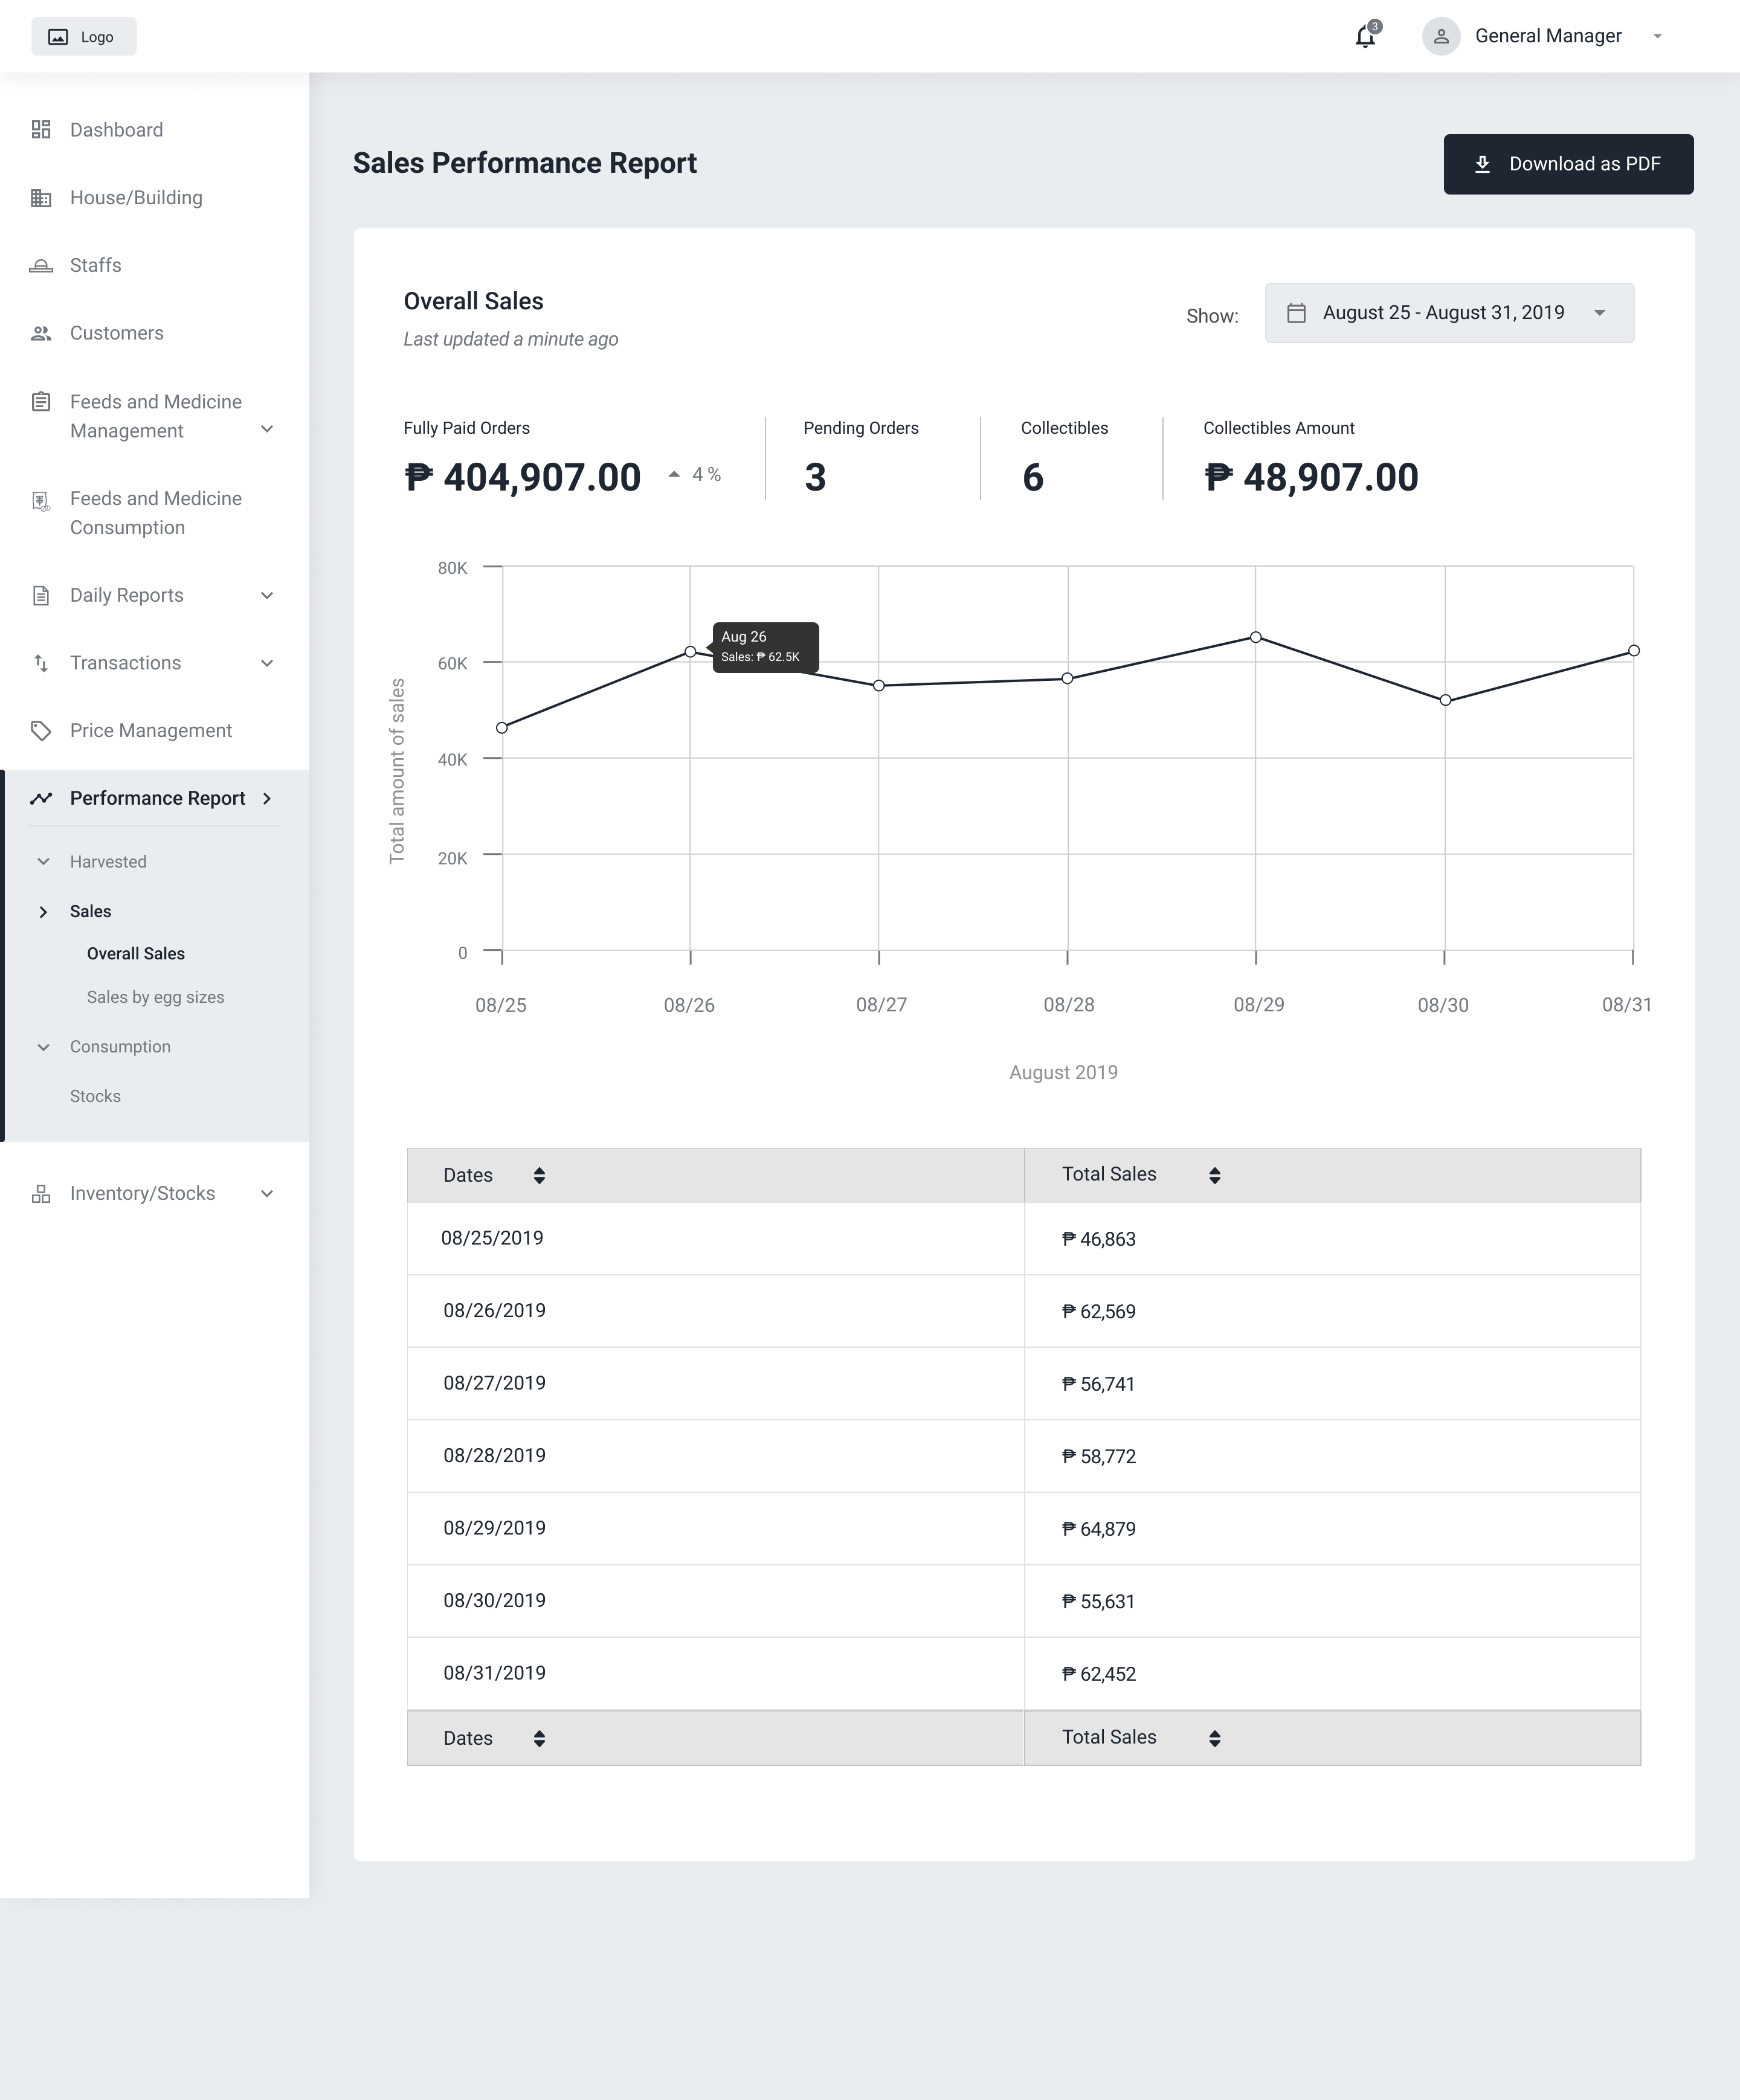 Logo
3
General Manager
Dashboard
House/Building
Staffs
Customers
Feeds and Medicine
Management
Feeds and Medicine
Consumption
Daily Reports
Transactions
Price Management
Performance Report
Harvested
Sales
Overall Sales
Sales by egg sizes
Consumption
Stocks
Inventory/Stocks
Sales Performance Report
Download as PDF
Overall Sales
Last updated a minute ago
Show:
August 25 - August 31, 2019
Fully Paid Orders
₱ 404,907.00
4 %
Pending Orders
3
Collectibles
6
Collectibles Amount
₱ 48,907.00
Total amount of sales
80K
60K
40K
20K
0
Aug 26
Sales: ₱ 62.5K
08/25 08/26 08/27 08/28 08/29 08/30 08/31
August 2019
Dates Total Sales
08/25/2019 ₱ 46,863
08/26/2019 ₱ 62,569
08/27/2019 ₱ 56,741
08/28/2019 ₱ 58,772
08/29/2019 ₱ 64,879
08/30/2019 ₱ 55,631
08/31/2019 ₱ 62,452
Dates Total Sales